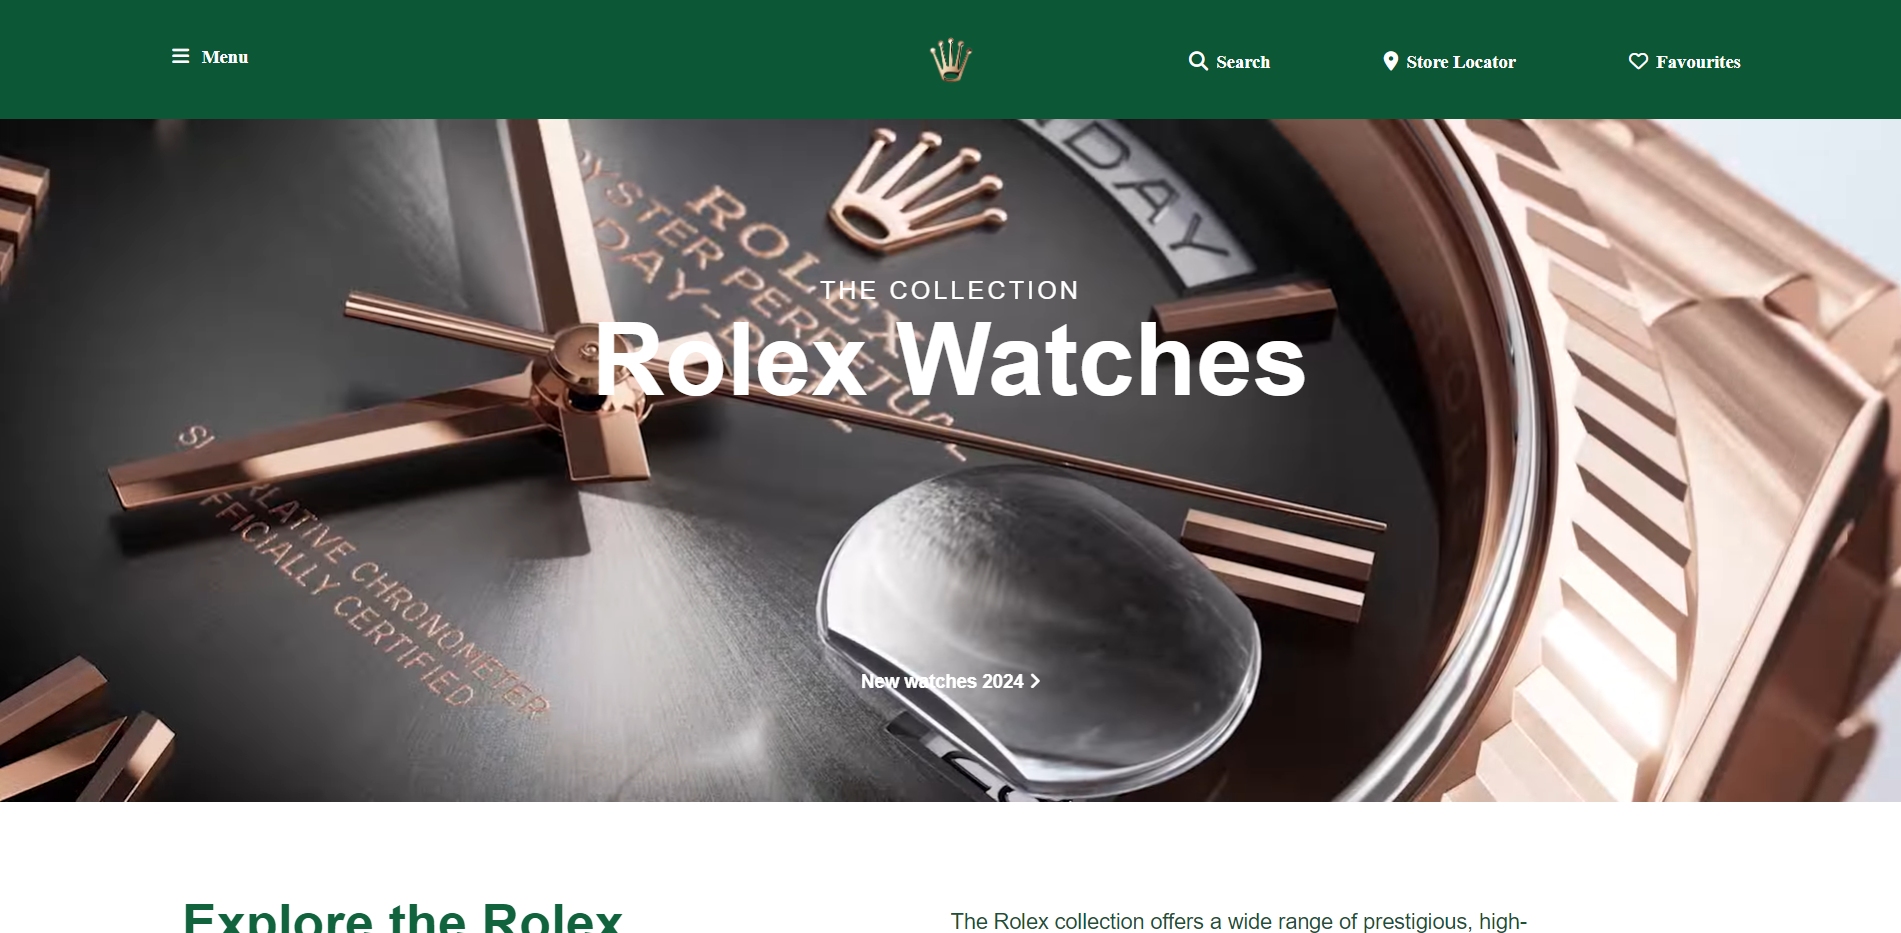 Menu
Search
Store Locator
Favourites
DAY
ROLEX
OYSTER PERPETUAL
DAY-DATE
THE COLLECTION
Rolex Watches
SUPERLATIVE CHRONOMETER
OFFICIALLY CERTIFIED
New watches 2024
Explore the Rolex
The Rolex collection offers a wide range of prestigious, high-